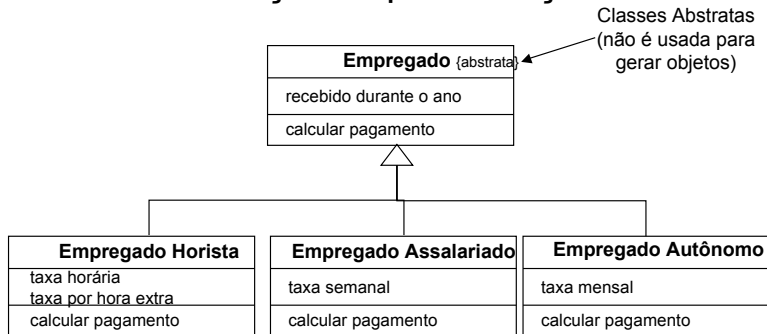 Classes Abstratas
(não é usada para
gerar objetos)
Empregado {abstrata}
recebido durante o ano
calcular pagamento
Empregado Horista
taxa horária
taxa por hora extra
calcular pagamento
Empregado Assalariado
taxa semanal
calcular pagamento
Empregado Autônomo
taxa mensal
calcular pagamento